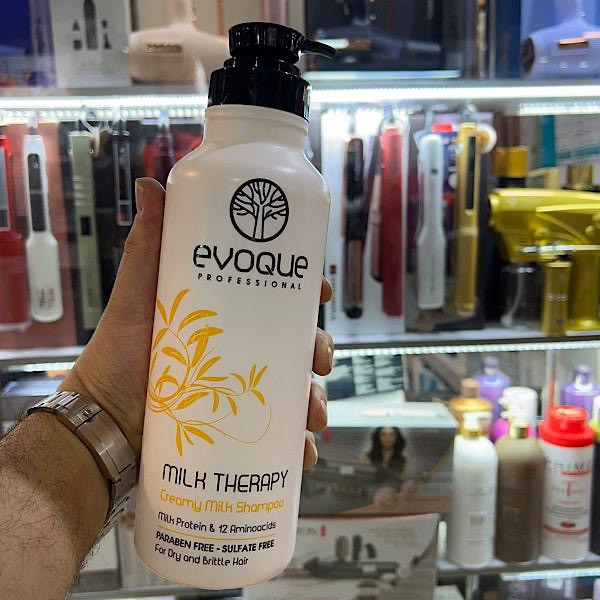 evoque
PROFESSIONAL
MILK THERAPY
Creamy Milk Shampoo
Milk Protein & 12 Aminoacids
PARABEN FREE - SULFATE FREE
For Dry and Brittle Hair